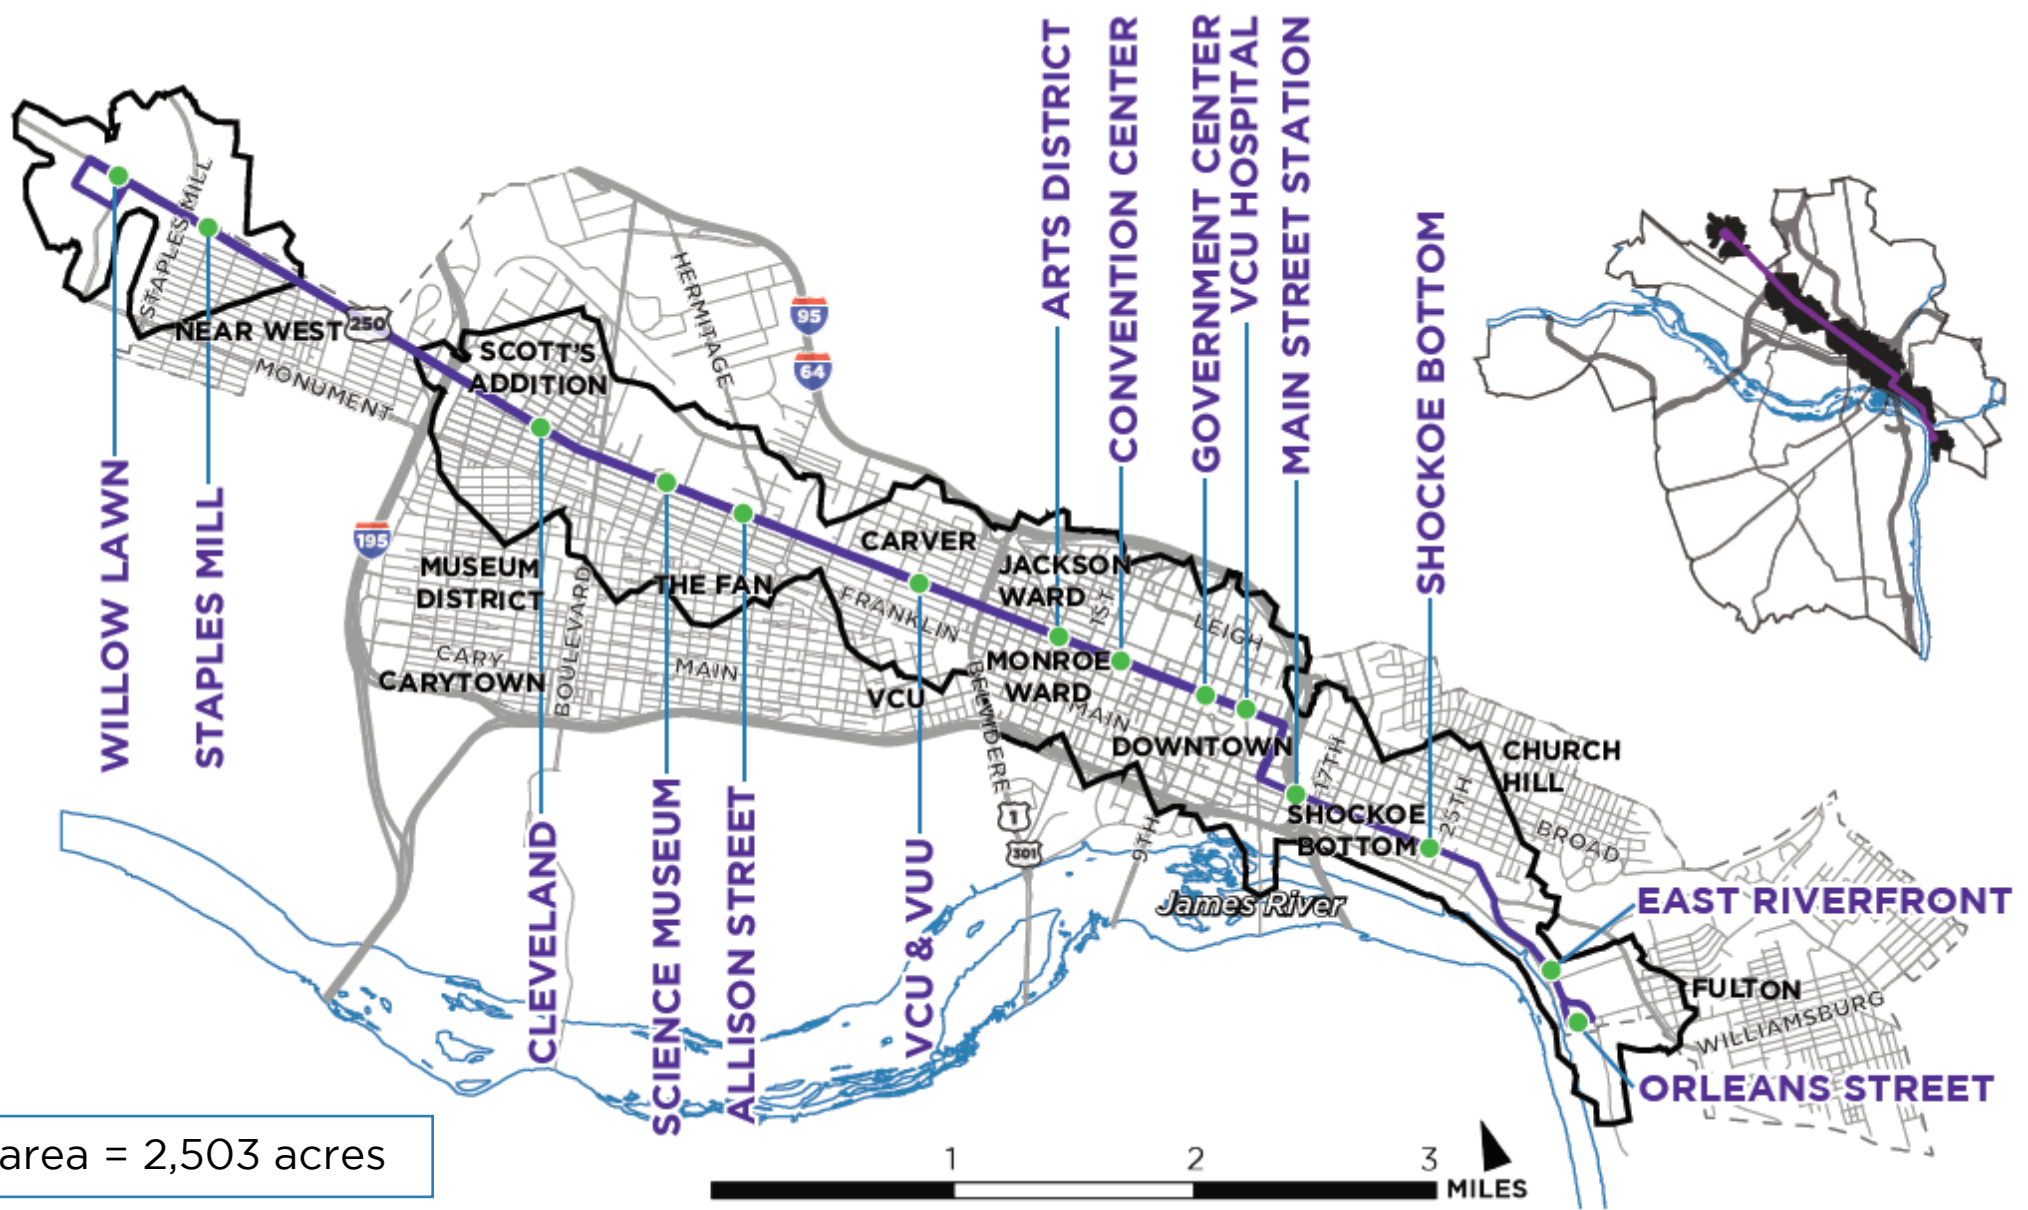 ARTS DISTRICT
CONVENTION CENTER
GOVERNMENT CENTER
VCU HOSPITAL
MAIN STREET STATION
SHOCKOE BOTTOM
WILLOW LAWN
STAPLES MILL
CLEVELAND
SCIENCE MUSEUM
ALLISON STREET
VCU & VUU
EAST RIVERFRONT
ORLEANS STREET
STAPLES MILL
NEAR WEST
250
MONUMENT
SCOTT'S
ADDITION
HERMITAGE
95
64
195
MUSEUM
DISTRICT
BOULEVARD
THE FAN
CARY
CARYTOWN
MAIN
CARVER
FRANKLIN
VCU
JACKSON
WARD
1ST
LEIGH
MONROE
WARD
MAIN
BELVIDERE
DOWNTOWN
1
301
9TH
17TH
SHOCKOE
BOTTOM
25TH
CHURCH
HILL
BROAD
James River
FULTON
WILLIAMSBURG
area = 2,503 acres
1 2 3
MILES